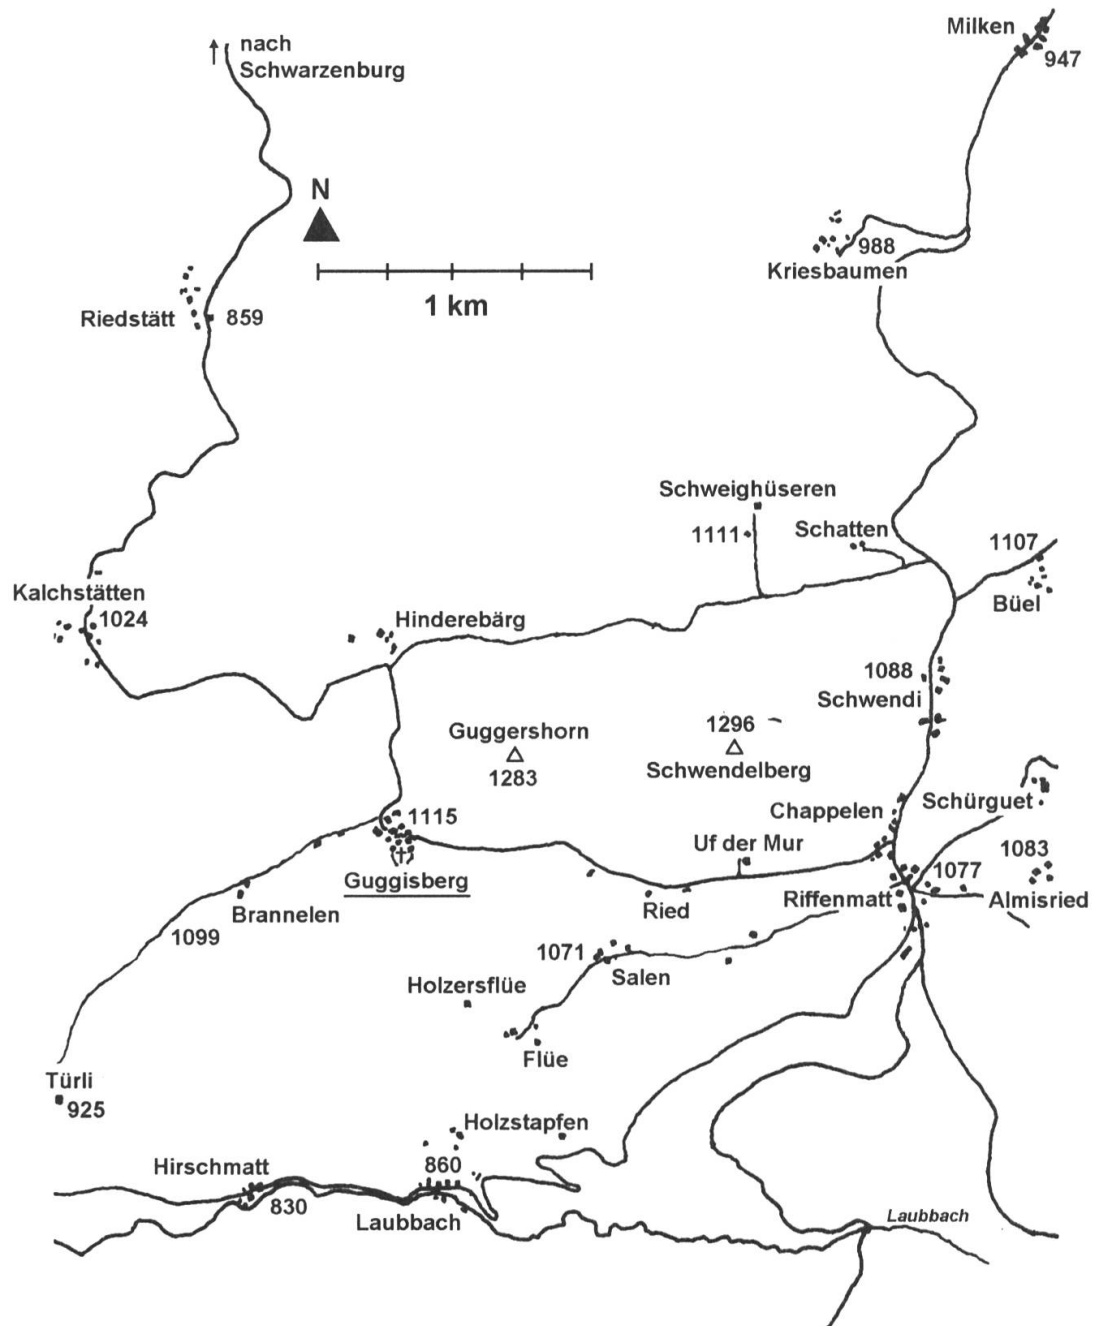 Milken
947
nach
Schwarzenburg
N
988
Kriesbaumen
1 km
Riedstätt
859
Schweighüseren
1111
Schatten
1107
Büel
Kalchstätten
1024
Hinderebärg
1088
Schwendi
Guggershorn
1283
1296
Schwendelberg
Chappelen
Schürguet
1115
Guggisberg
Uf der Mur
1083
1077
Riffenmatt
Almisried
Ried
Brannelen
1099
1071
Salen
Holzersflüe
Flüe
Türli
925
Holzstapfen
Hirschmatt
860
830
Laubbach
Laubbach